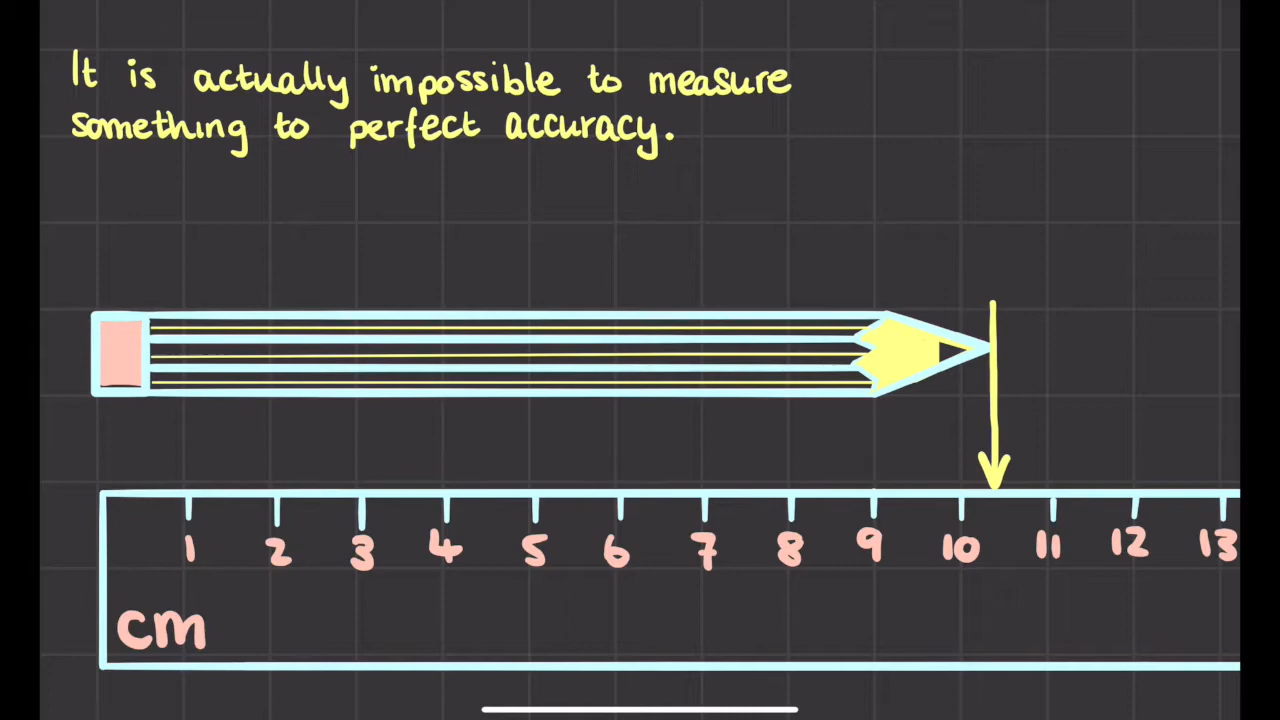 It is actually impossible to measure
something to perfect accuracy.
1 2 3 4 5 6 7 8 9 10 11 12 13
cm